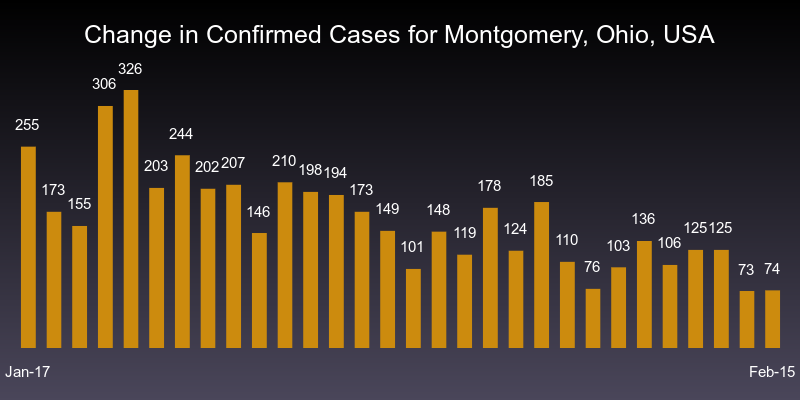 Change in Confirmed Cases for Montgomery, Ohio, USA
255 173 155 306 326 203 244 202 207 146 210 198 194 173 149 101 148 119 178 124 185 110 76 103 136 106 125 125 73 74
Jan-17 Feb-15